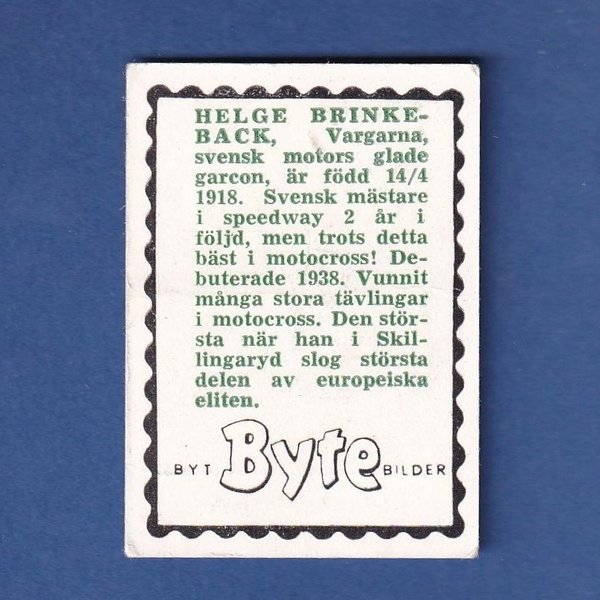 HELGE BRINKE-
BACK, Vargarna,
svensk motors glade
garcon, är född 14/4
1918. Svensk mästare
i speedway 2 år i
följd, men trots detta
bäst i motocross! De-
buterade 1938. Vunnit
många stora tävlingar
i motocross. Den stör-
sta när han i Skil-
lingaryd slog största
delen av europeiska
eliten.
BYT Byte BILDER